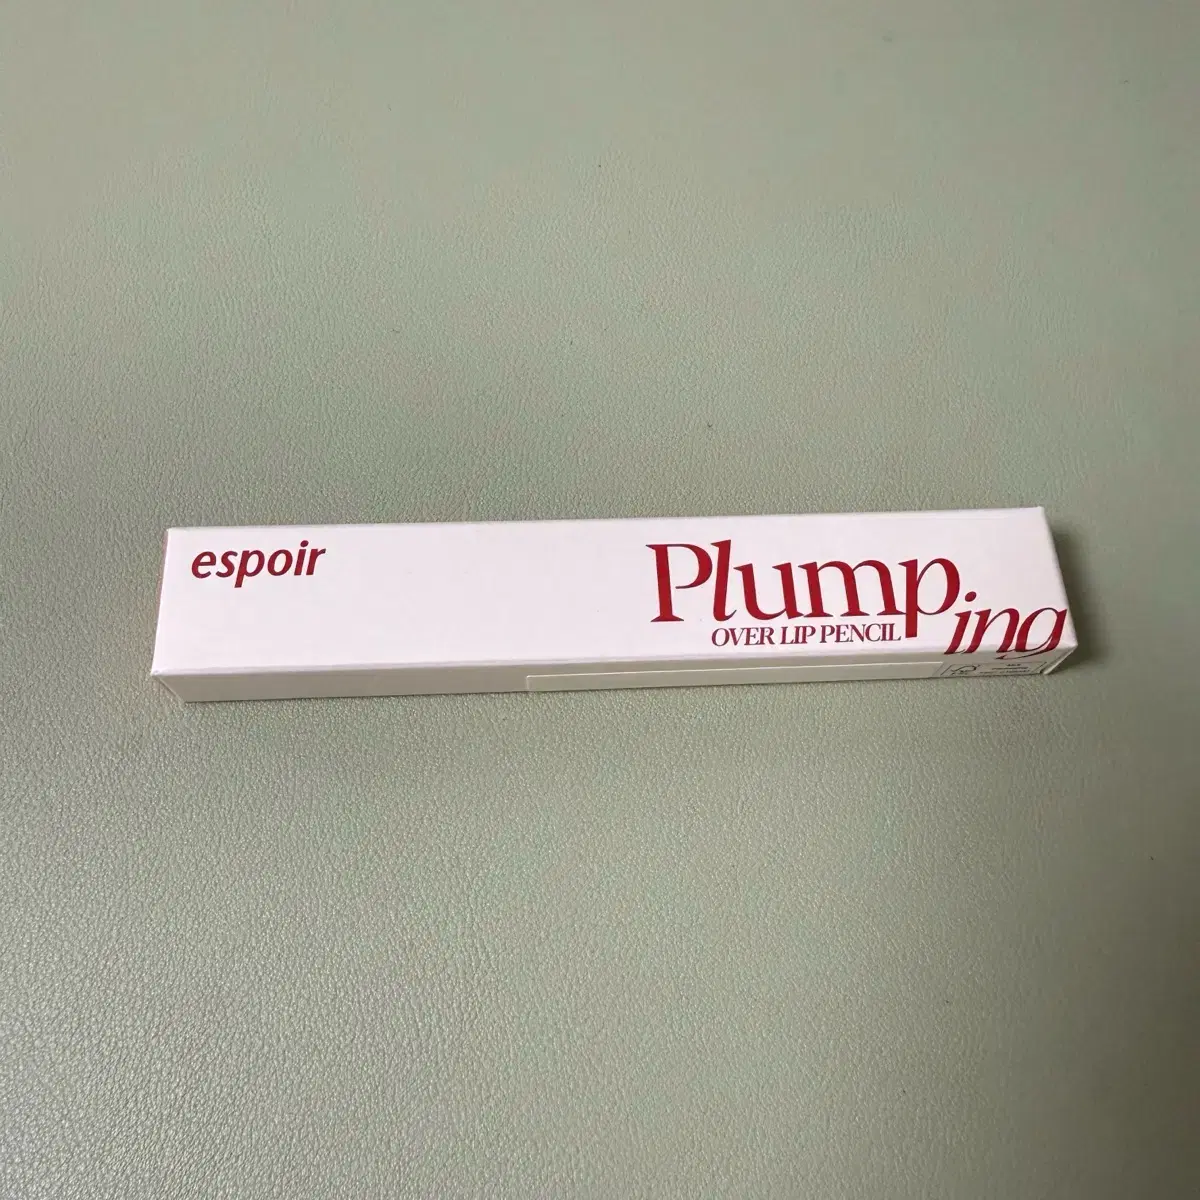 espoir
Plumping
OVER LIP PENCIL